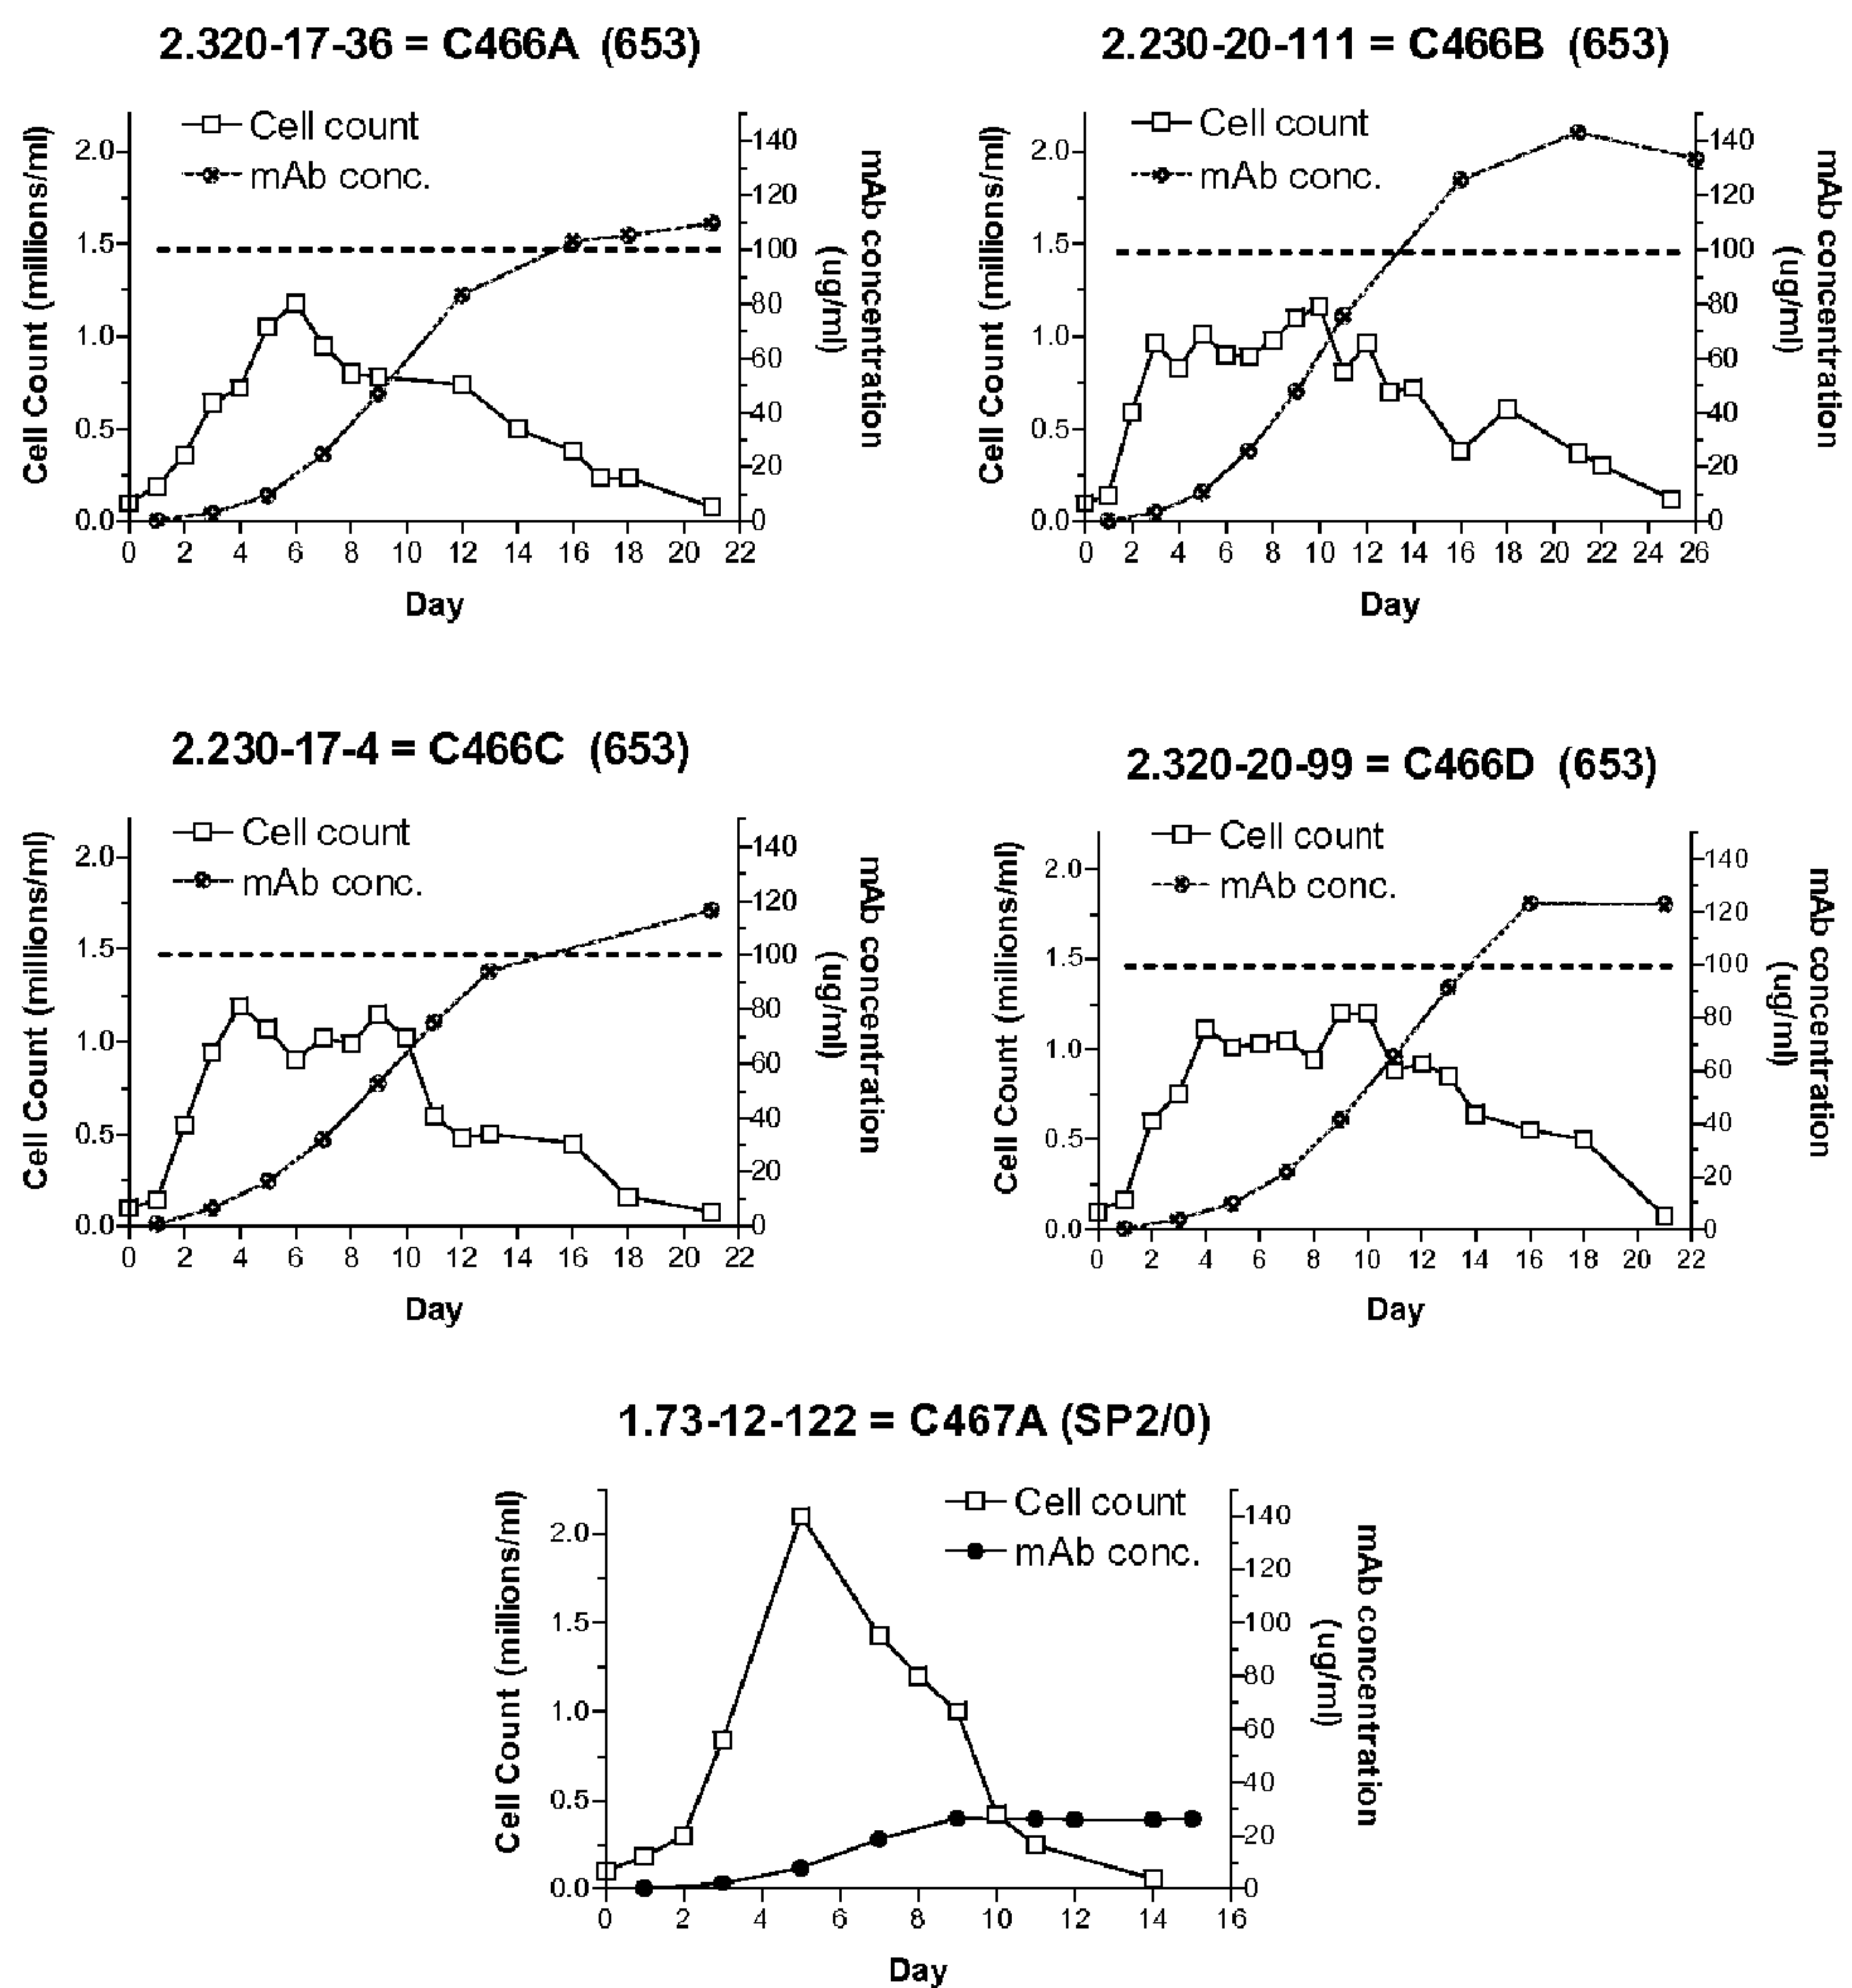 2.320-17-36 = C466A (653)
Cell count
mAb conc.
Cell Count (millions/ml)
2.0
1.5
1.0
0.5
0.0
140
120
100
80
60
40
20
0
mAb concentration
(ug/ml)
0 2 4 6 8 10 12 14 16 18 20 22
Day
2.230-20-111 = C466B (653)
Cell count
mAb conc.
Cell Count (millions/ml)
2.0
1.5
1.0
0.5
0.0
140
120
100
80
60
40
20
0
mAb concentration
(ug/ml)
0 2 4 6 8 10 12 14 16 18 20 22 24 26
Day
2.230-17-4 = C466C (653)
Cell count
mAb conc.
Cell Count (millions/ml)
2.0
1.5
1.0
0.5
0.0
140
120
100
80
60
40
20
0
mAb concentration
(ug/ml)
0 2 4 6 8 10 12 14 16 18 20 22
Day
2.320-20-99 = C466D (653)
Cell count
mAb conc.
Cell Count (millions/ml)
2.0
1.5
1.0
0.5
0.0
140
120
100
80
60
40
20
0
mAb concentration
(ug/ml)
0 2 4 6 8 10 12 14 16 18 20 22
Day
1.73-12-122 = C467A (SP2/0)
Cell count
mAb conc.
Cell Count (millions/ml)
2.0
1.5
1.0
0.5
0.0
140
120
100
80
60
40
20
0
mAb concentration
(ug/ml)
0 2 4 6 8 10 12 14 16
Day